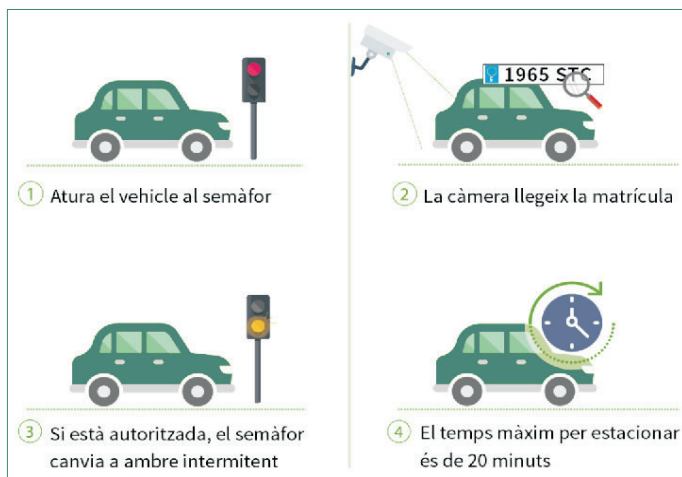 1965 STC
1 Atura el vehicle al semàfor
2 La càmera llegeix la matrícula
3 Si està autoritzada, el semàfor
canvia a ambre intermitent
4 El temps màxim per estacionar
és de 20 minuts